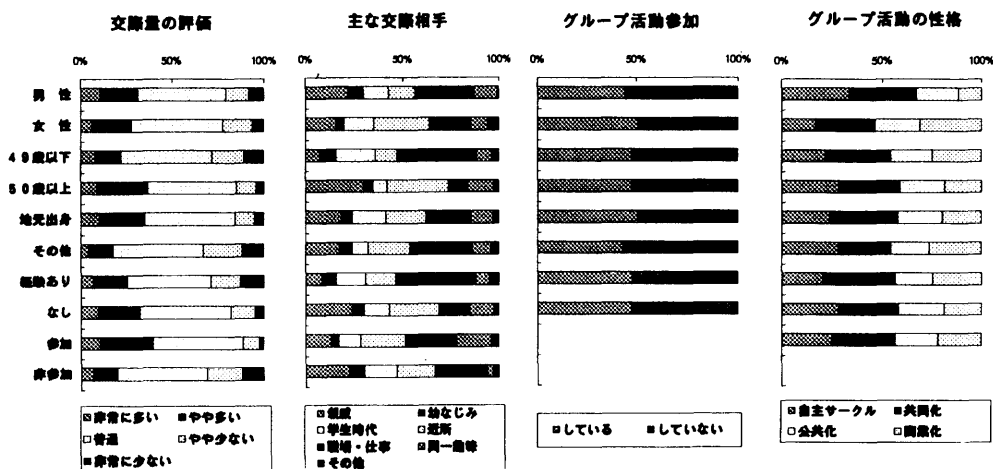 交際量の評価
主な交際相手
グループ活動参加
グループ活動の性格
0% 50% 100%
0% 50% 100%
0% 50% 100%
0% 50% 100%
男 性
女 性
49歳以下
50歳以上
地元出身
その他
経験あり
なし
参加
非参加
非常に多い やや多い
普通 やや少ない
非常に少ない
親戚 幼なじみ
学生時代 近所
職場・仕事 同一趣味
その他
している していない
自主サークル 共同化
公共化 商業化